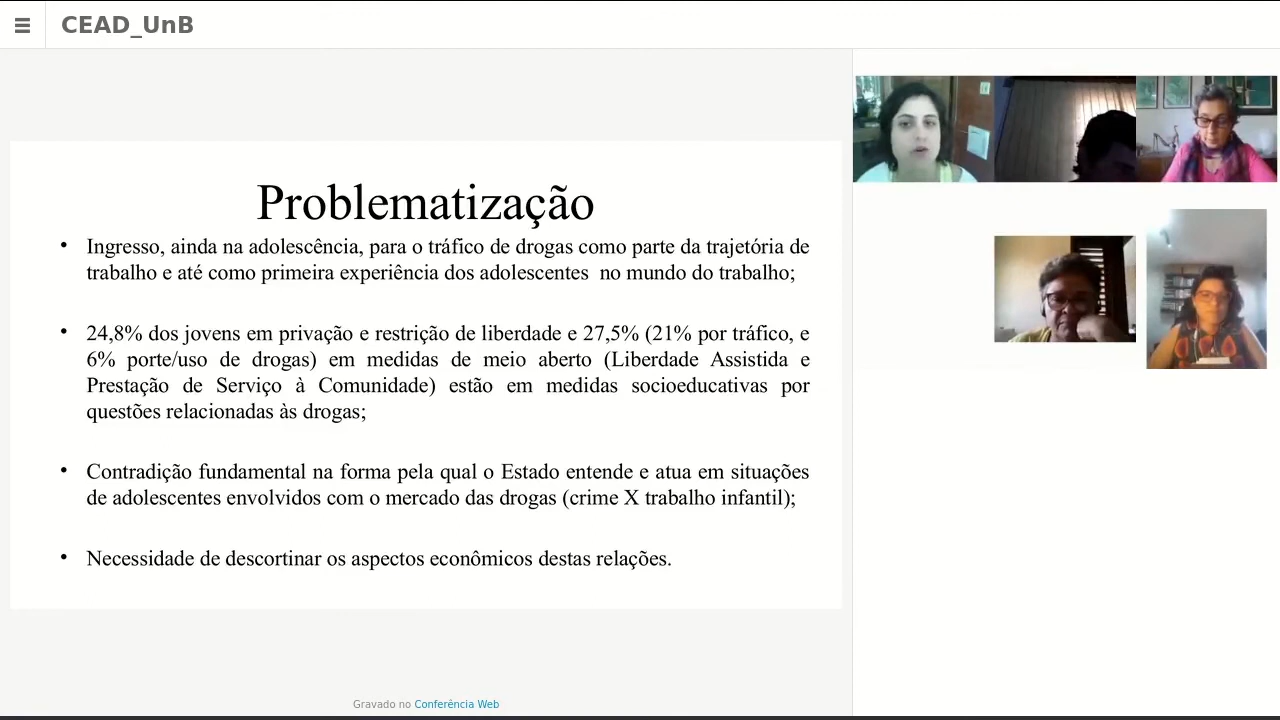 CEAD_UnB
Problematização
• Ingresso, ainda na adolescência, para o tráfico de drogas como parte da trajetória de
trabalho e até como primeira experiência dos adolescentes no mundo do trabalho;
• 24,8% dos jovens em privação e restrição de liberdade e 27,5% (21% por tráfico, e
6% porte/uso de drogas) em medidas de meio aberto (Liberdade Assistida e
Prestação de Serviço à Comunidade) estão em medidas socioeducativas por
questões relacionadas às drogas;
• Contradição fundamental na forma pela qual o Estado entende e atua em situações
de adolescentes envolvidos com o mercado das drogas (crime X trabalho infantil);
• Necessidade de descortinar os aspectos econômicos destas relações.
Gravado no Conferência Web